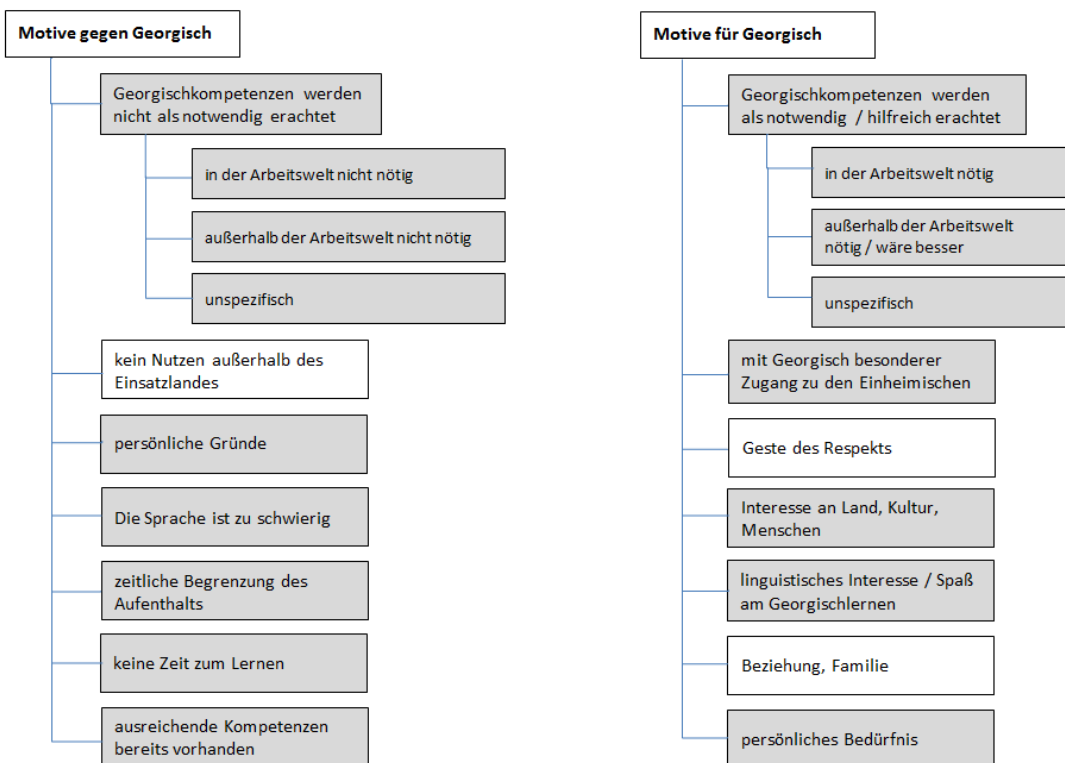 Motive gegen Georgisch
Georgischkompetenzen werden
nicht als notwendig erachtet
in der Arbeitswelt nicht nötig
außerhalb der Arbeitswelt nicht nötig
unspezifisch
kein Nutzen außerhalb des
Einsatzlandes
persönliche Gründe
Die Sprache ist zu schwierig
zeitliche Begrenzung des
Aufenthalts
keine Zeit zum Lernen
ausreichende Kompetenzen
bereits vorhanden
Motive für Georgisch
Georgischkompetenzen werden
als notwendig / hilfreich erachtet
in der Arbeitswelt nötig
außerhalb der Arbeitswelt
nötig / wäre besser
unspezifisch
mit Georgisch besonderer
Zugang zu den Einheimischen
Geste des Respekts
Interesse an Land, Kultur,
Menschen
linguistisches Interesse / Spaß
am Georgischlernen
Beziehung, Familie
persönliches Bedürfnis